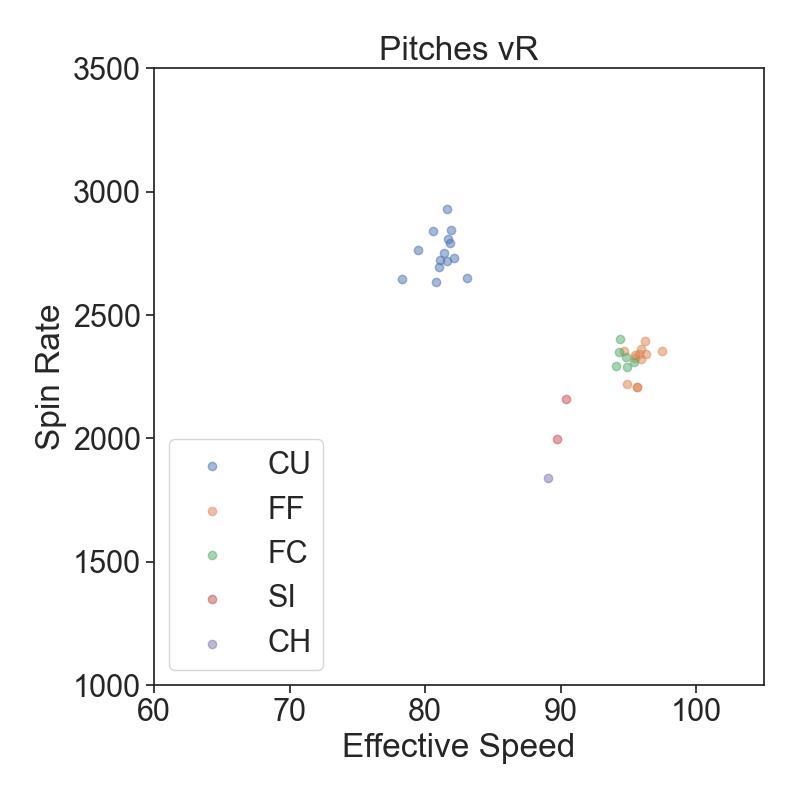 Pitches vR
3500
3000
2500
2000
1500
1000
Spin Rate
CU
FF
FC
SI
CH
60 70 80 90 100
Effective Speed